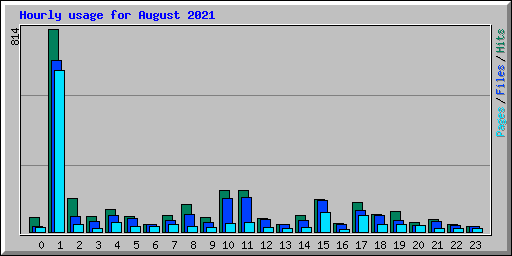 Hourly usage for August 2021
814
Pages/Files/Hits
0 1 2 3 4 5 6 7 8 9 10 11 12 13 14 15 16 17 18 19 20 21 22 23